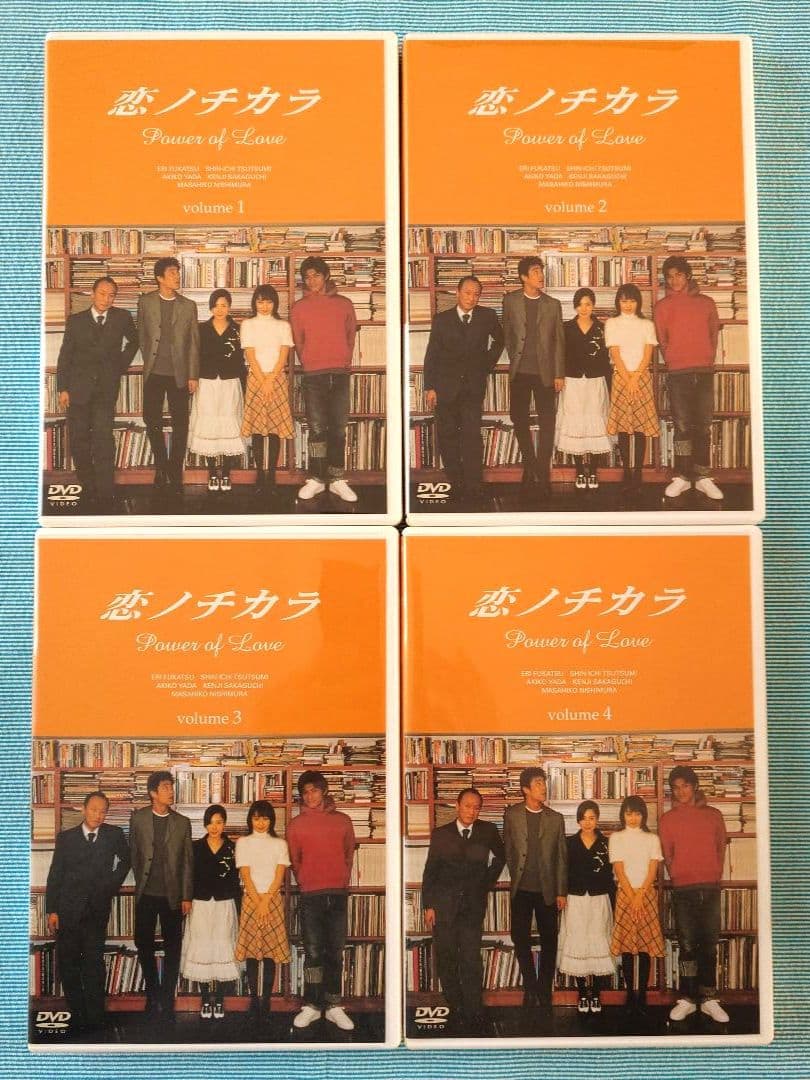 恋ノチカラ
Power of Love
ERI FUKATSU SHIN-ICHI TSUTSUMI
AKIKO YADA KENJI SAKAGUCHI
MASAHIKO NISHIMURA
volume 1
DVD
VIDEO
恋ノチカラ
Power of Love
ERI FUKATSU SHIN-ICHI TSUTSUMI
AKIKO YADA KENJI SAKAGUCHI
MASAHIKO NISHIMURA
volume 2
DVD
VIDEO
恋ノチカラ
Power of Love
ERI FUKATSU SHIN-ICHI TSUTSUMI
AKIKO YADA KENJI SAKAGUCHI
MASAHIKO NISHIMURA
volume 3
DVD
VIDEO
恋ノチカラ
Power of Love
ERI FUKATSU SHIN-ICHI TSUTSUMI
AKIKO YADA KENJI SAKAGUCHI
MASAHIKO NISHIMURA
volume 4
DVD
VIDEO